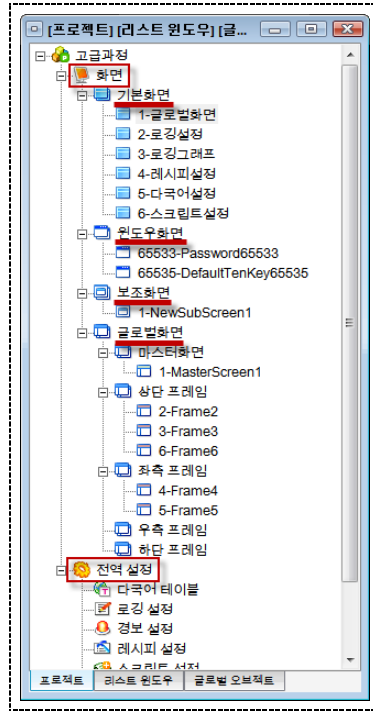 [프로젝트] [리스트 윈도우] [글...
고급과정
화면
기본화면
1-글로벌화면
2-로깅설정
3-로깅그래프
4-레시피설정
5-다국어설정
6-스크립트설정
윈도우화면
65533-Password65533
65535-DefaultTenKey65535
보조화면
1-NewSubScreen1
글로벌화면
마스터화면
1-MasterScreen1
상단 프레임
2-Frame2
3-Frame3
6-Frame6
좌측 프레임
4-Frame4
5-Frame5
우측 프레임
하단 프레임
전역 설정
다국어 테이블
로깅 설정
경보 설정
레시피 설정
스크립트 설정
프로젝트 리스트 윈도우 글로벌 오브젝트